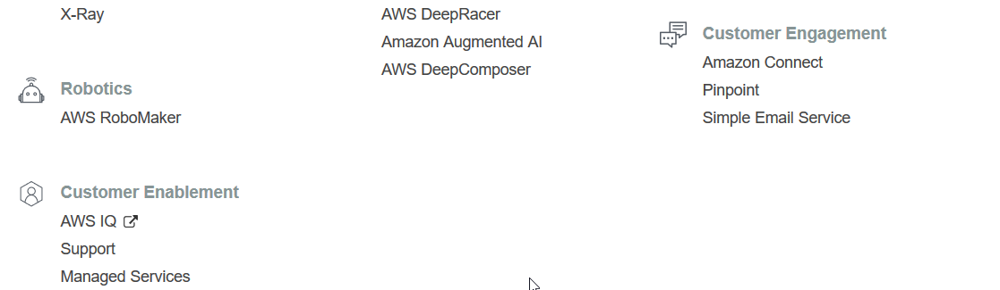 X-Ray
Robotics
AWS RoboMaker
Customer Enablement
AWS IQ
Support
Managed Services
AWS DeepRacer
Amazon Augmented AI
AWS DeepComposer
Customer Engagement
Amazon Connect
Pinpoint
Simple Email Service